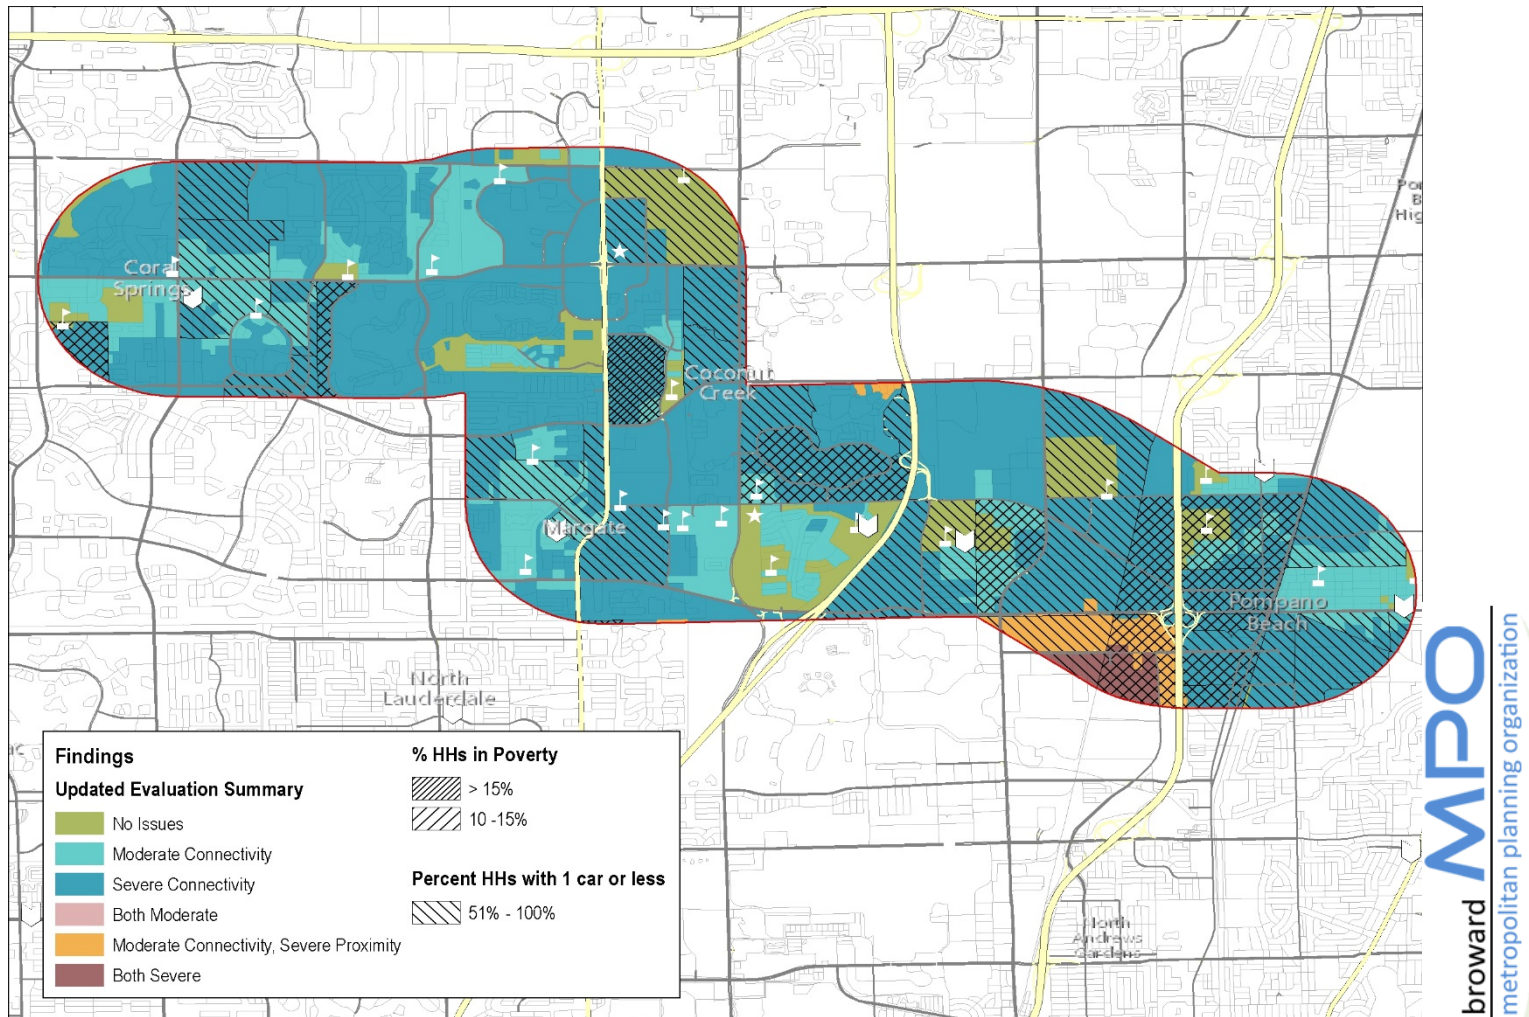 Coral
Springs
Coconut
Creek
Margate
Pompano
Beach
North
Lauderdale
North
Andrews
Gardens
Findings
Updated Evaluation Summary
No Issues
Moderate Connectivity
Severe Connectivity
Both Moderate
Moderate Connectivity, Severe Proximity
Both Severe
% HHs in Poverty
> 15%
10 -15%
Percent HHs with 1 car or less
51% - 100%
broward MPO
metropolitan planning organization